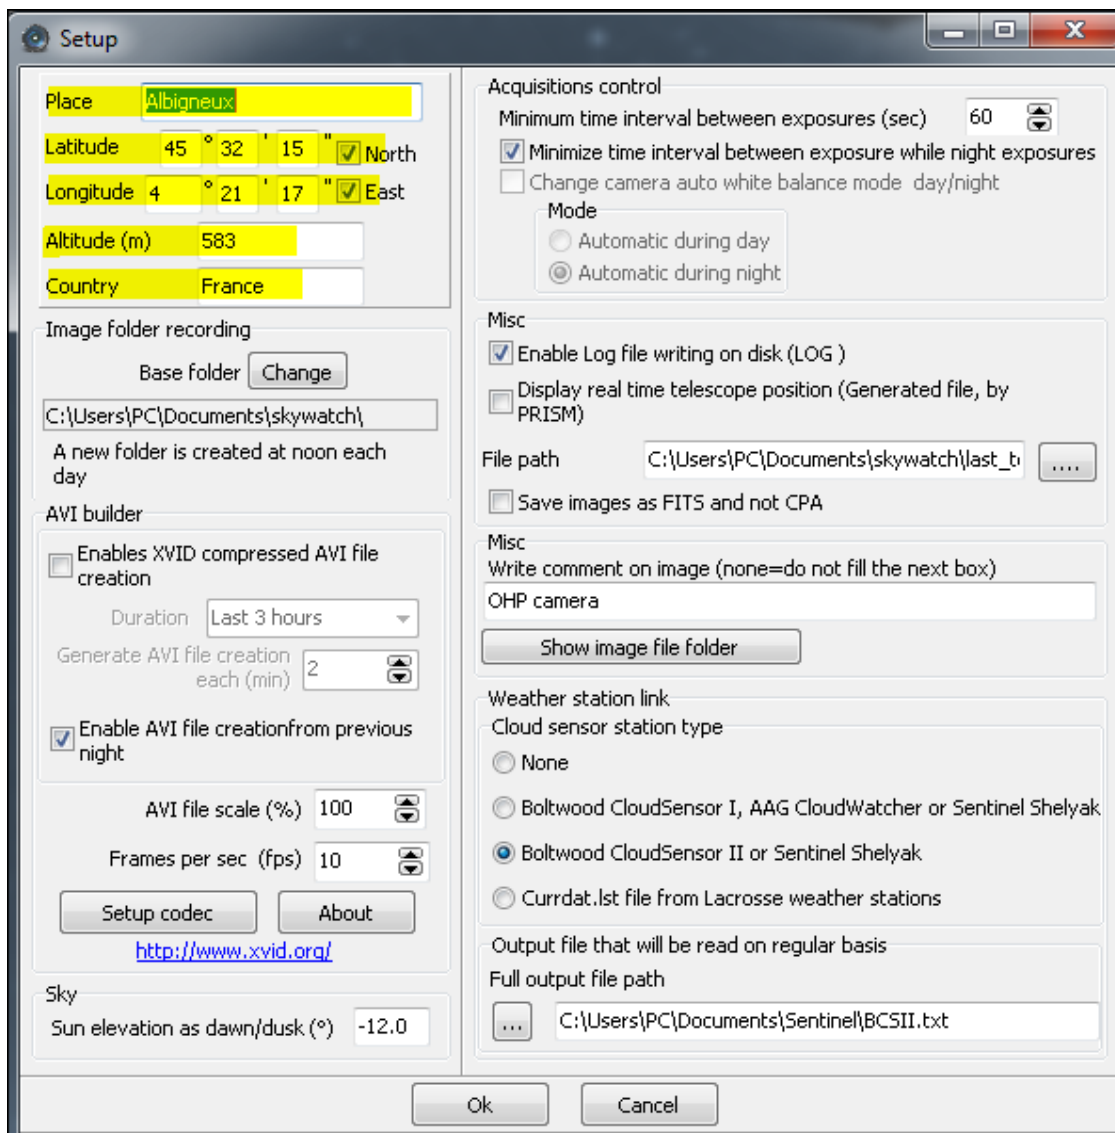 Setup
Place Albigneux
Latitude 45 ° 32 ' 15 " North
Longitude 4 ° 21 ' 17 " East
Altitude (m) 583
Country France
Image folder recording
Base folder Change
C:\Users\PC\Documents\skywatch\
A new folder is created at noon each
day
AVI builder
Enables XVID compressed AVI file
creation
Duration Last 3 hours
Generate AVI file creation
each (min) 2
Enable AVI file creationfrom previous
night
AVI file scale (%) 100
Frames per sec (fps) 10
Setup codec About
http://www.xvid.org/
Sky
Sun elevation as dawn/dusk (°) -12.0
Acquisitions control
Minimum time interval between exposures (sec) 60
Minimize time interval between exposure while night exposures
Change camera auto white balance mode day/night
Mode
Automatic during day
Automatic during night
Misc
Enable Log file writing on disk (LOG )
Display real time telescope position (Generated file, by
PRISM)
File path C:\Users\PC\Documents\skywatch\last_t ....
Save images as FITS and not CPA
Misc
Write comment on image (none=do not fill the next box)
OHP camera
Show image file folder
Weather station link
Cloud sensor station type
None
Boltwood CloudSensor I, AAG CloudWatcher or Sentinel Shelyak
Boltwood CloudSensor II or Sentinel Shelyak
Currdat.lst file from Lacrosse weather stations
Output file that will be read on regular basis
Full output file path
... C:\Users\PC\Documents\Sentinel\BCSII.txt
Ok Cancel